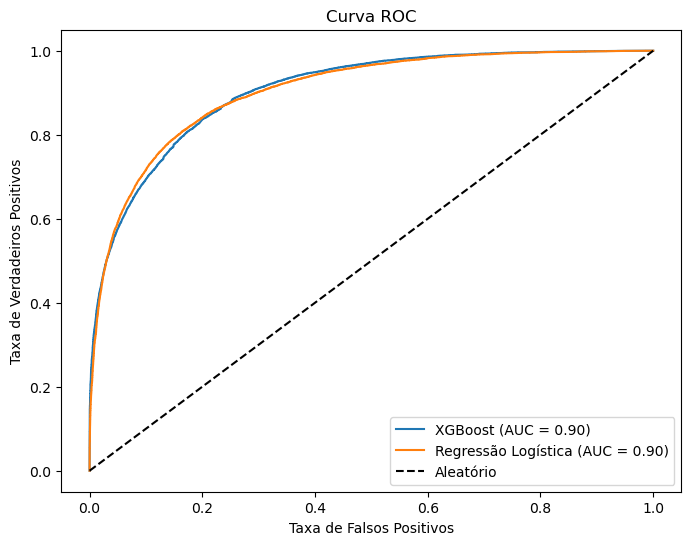 Curva ROC
Taxa de Verdadeiros Positivos
1.0
0.8
0.6
0.4
0.2
0.0
XGBoost (AUC = 0.90)
Regressão Logística (AUC = 0.90)
Aleatório
0.0 0.2 0.4 0.6 0.8 1.0
Taxa de Falsos Positivos